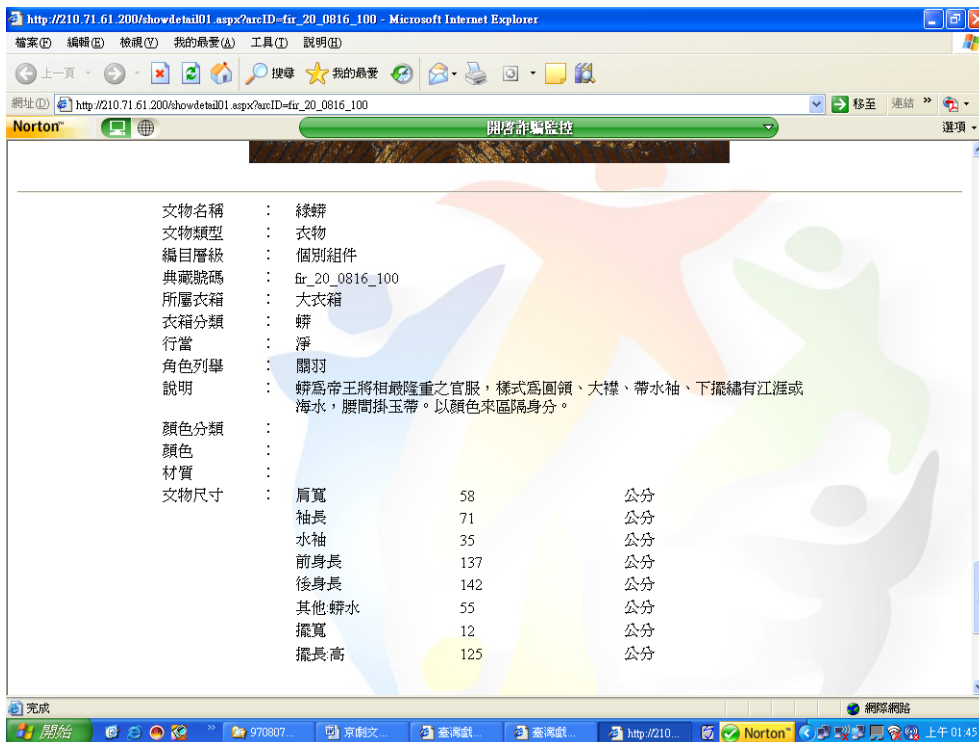 http://210.71.61.200/showdetail01.aspx?arcID=fir_20_0816_100 - Microsoft Internet Explorer
檔案(F) 編輯(E) 檢視(V) 我的最愛(A) 工具(T) 說明(H)
上一頁 搜尋 我的最愛
網址(D) http://210.71.61.200/showdetail01.aspx?arcID=fir_20_0816_100 移至 連結 »
Norton™ 開啓詐騙監控 選項
文物名稱 : 綠蟒
文物類型 : 衣物
編目層級 : 個別組件
典藏號碼 : fir_20_0816_100
所屬衣箱 : 大衣箱
衣箱分類 : 蟒
行當 : 淨
角色列舉 : 關羽
說明 : 蟒爲帝王將相最隆重之官服，樣式爲圓領、大襟、帶水袖、下擺繡有江涯或
海水，腰間掛玉帶。以顏色來區隔身分。
顏色分類 :
顏色 :
材質 :
文物尺寸 : 肩寬 58 公分
袖長 71 公分
水袖 35 公分
前身長 137 公分
後身長 142 公分
其他:蟒水 55 公分
擺寬 12 公分
擺長:高 125 公分
完成 網際網路
開始 » 970807... 京劇文... 臺灣戲... 臺灣戲... http://210... Norton™ 上午 01:43